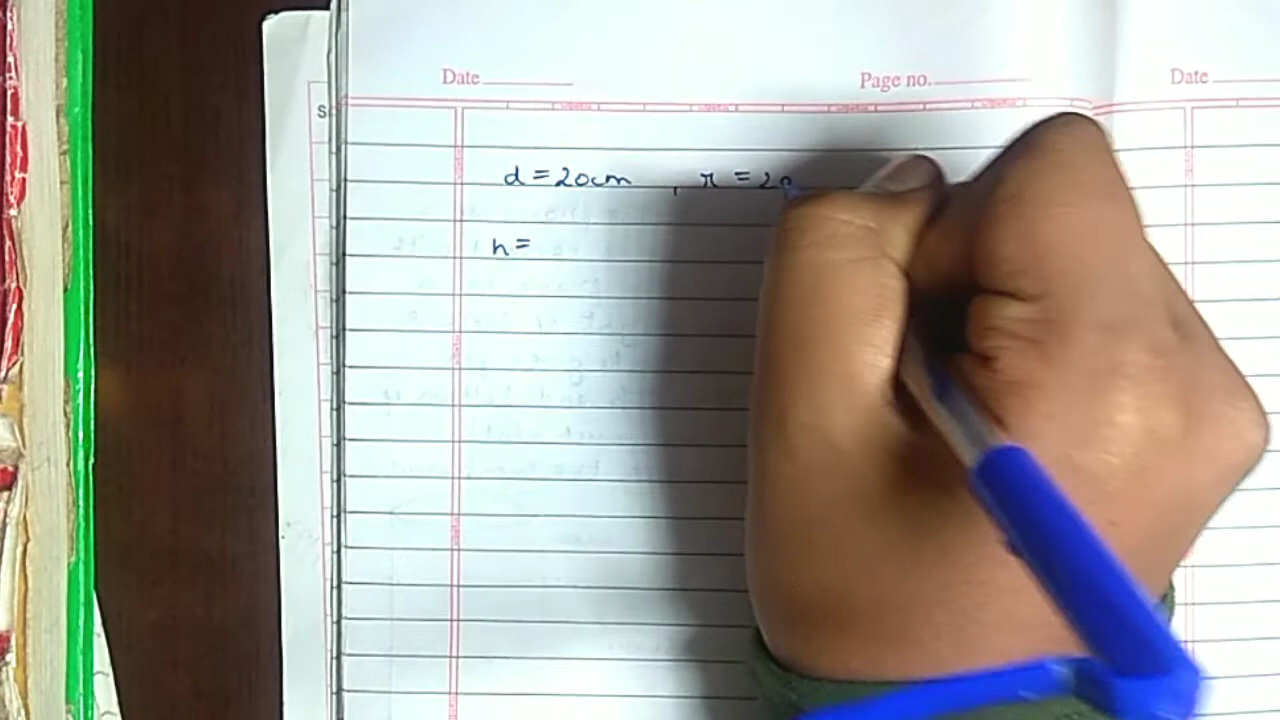 Date Page no. Date
S
d = 20cm , r = 20
h =